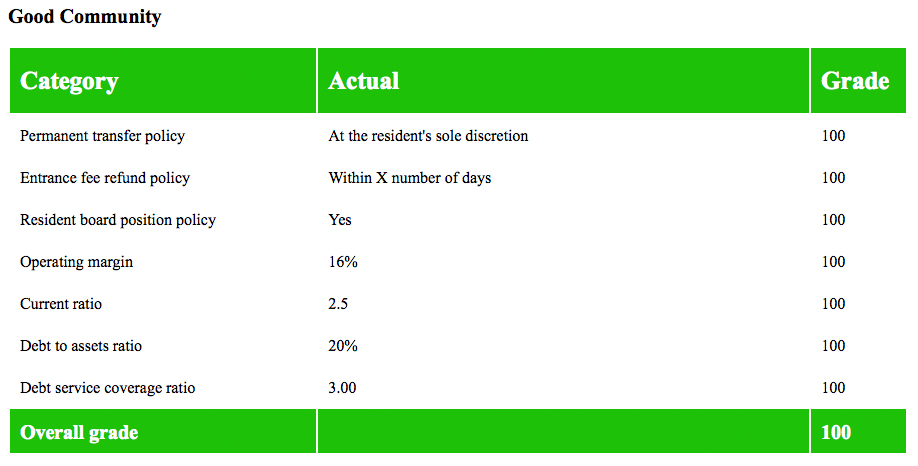 Good Community
Category Actual Grade
Permanent transfer policy At the resident's sole discretion 100
Entrance fee refund policy Within X number of days 100
Resident board position policy Yes 100
Operating margin 16% 100
Current ratio 2.5 100
Debt to assets ratio 20% 100
Debt service coverage ratio 3.00 100
Overall grade 100